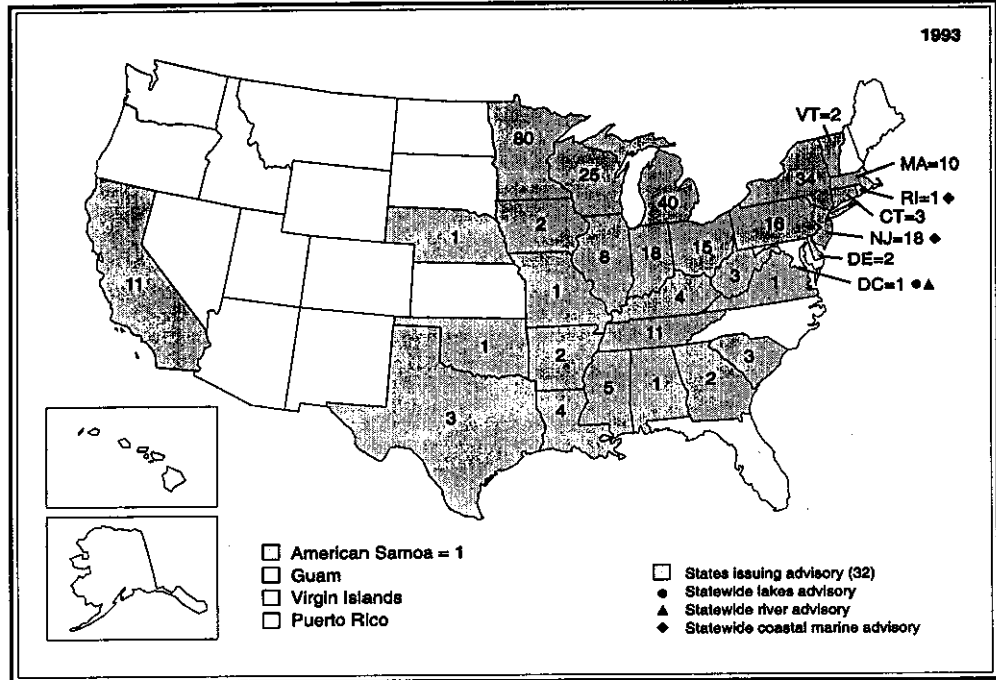 1993
VT=2
80
MA=10
25
34
RI=1 ◆
40
CT=3
2
16
NJ=18 ◆
1
8
18
15
DE=2
11
3
DC=1 ●▲
1
4
1
11
1
2
3
5
1
2
3
4
American Samoa = 1
Guam
Virgin Islands
Puerto Rico
States issuing advisory (32)
Statewide lakes advisory
Statewide river advisory
Statewide coastal marine advisory